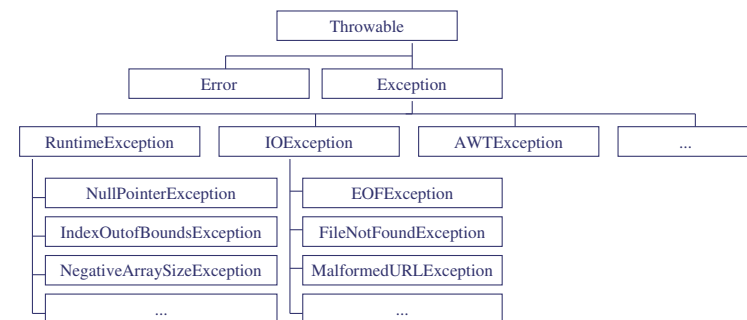 Throwable
Error
Exception
RuntimeException
IOException
AWTException
...
NullPointerException
EOFException
IndexOutofBoundsException
FileNotFoundException
NegativeArraySizeException
MalformedURLException
...
...